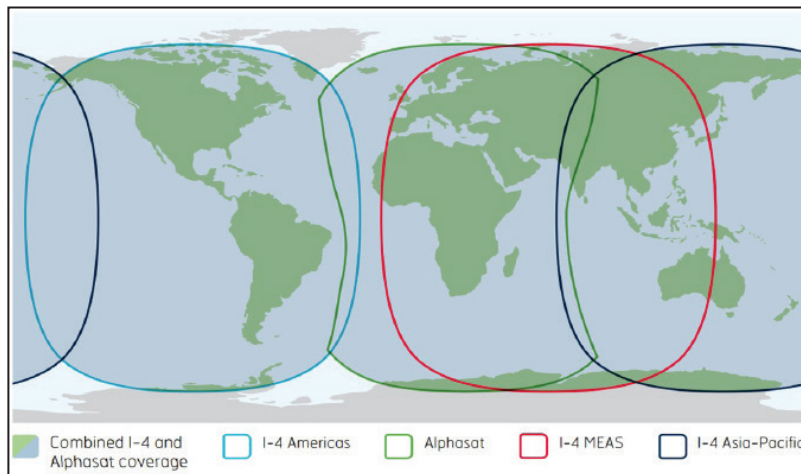 Combined I-4 and
Alphasat coverage
I-4 Americas
Alphasat
I-4 MEAS
I-4 Asia-Pacific